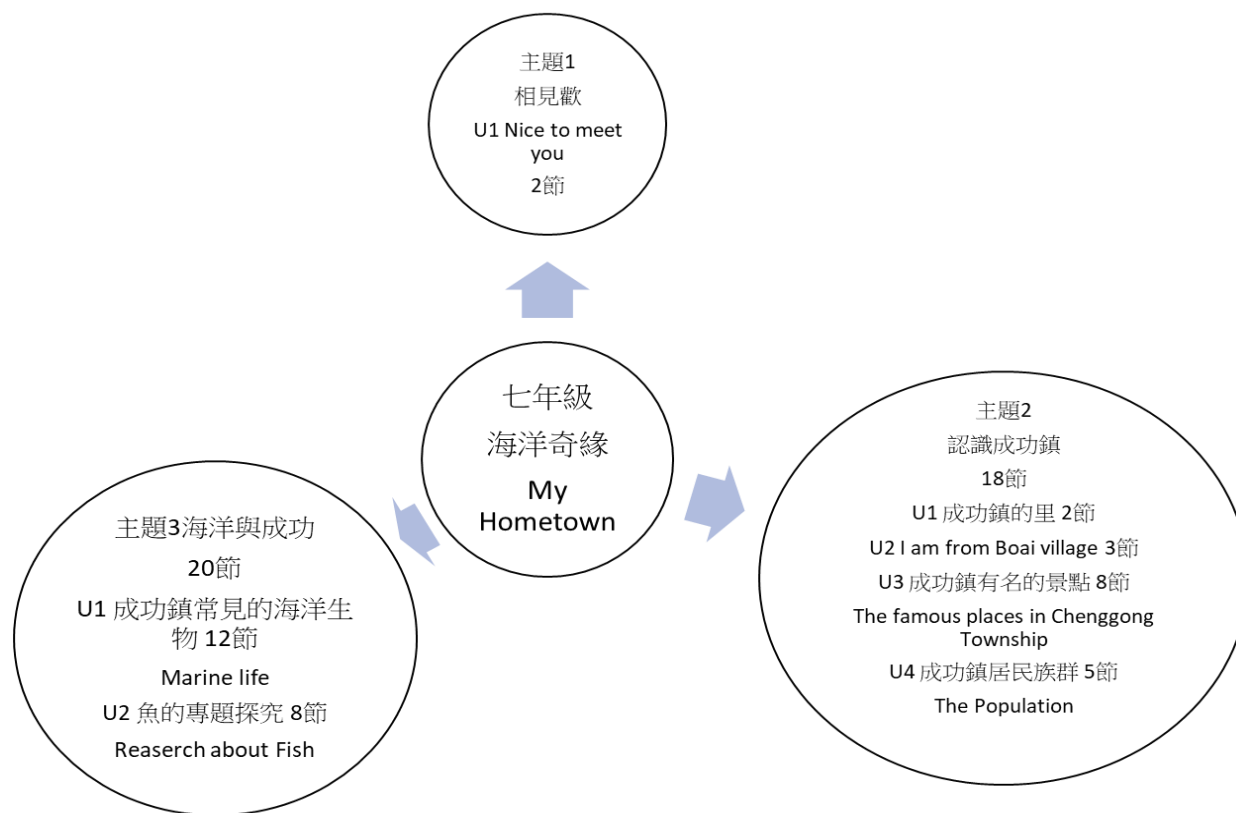 主題1
相見歡
U1 Nice to meet
you
2節
七年級
海洋奇緣
My
Hometown
主題2
認識成功鎮
18節
U1 成功鎮的里 2節
U2 I am from Boai village 3節
U3 成功鎮有名的景點 8節
The famous places in Chenggong
Township
U4 成功鎮居民族群 5節
The Population
主題3海洋與成功
20節
U1 成功鎮常見的海洋生
物 12節
Marine life
U2 魚的專題探究 8節
Reaserch about Fish